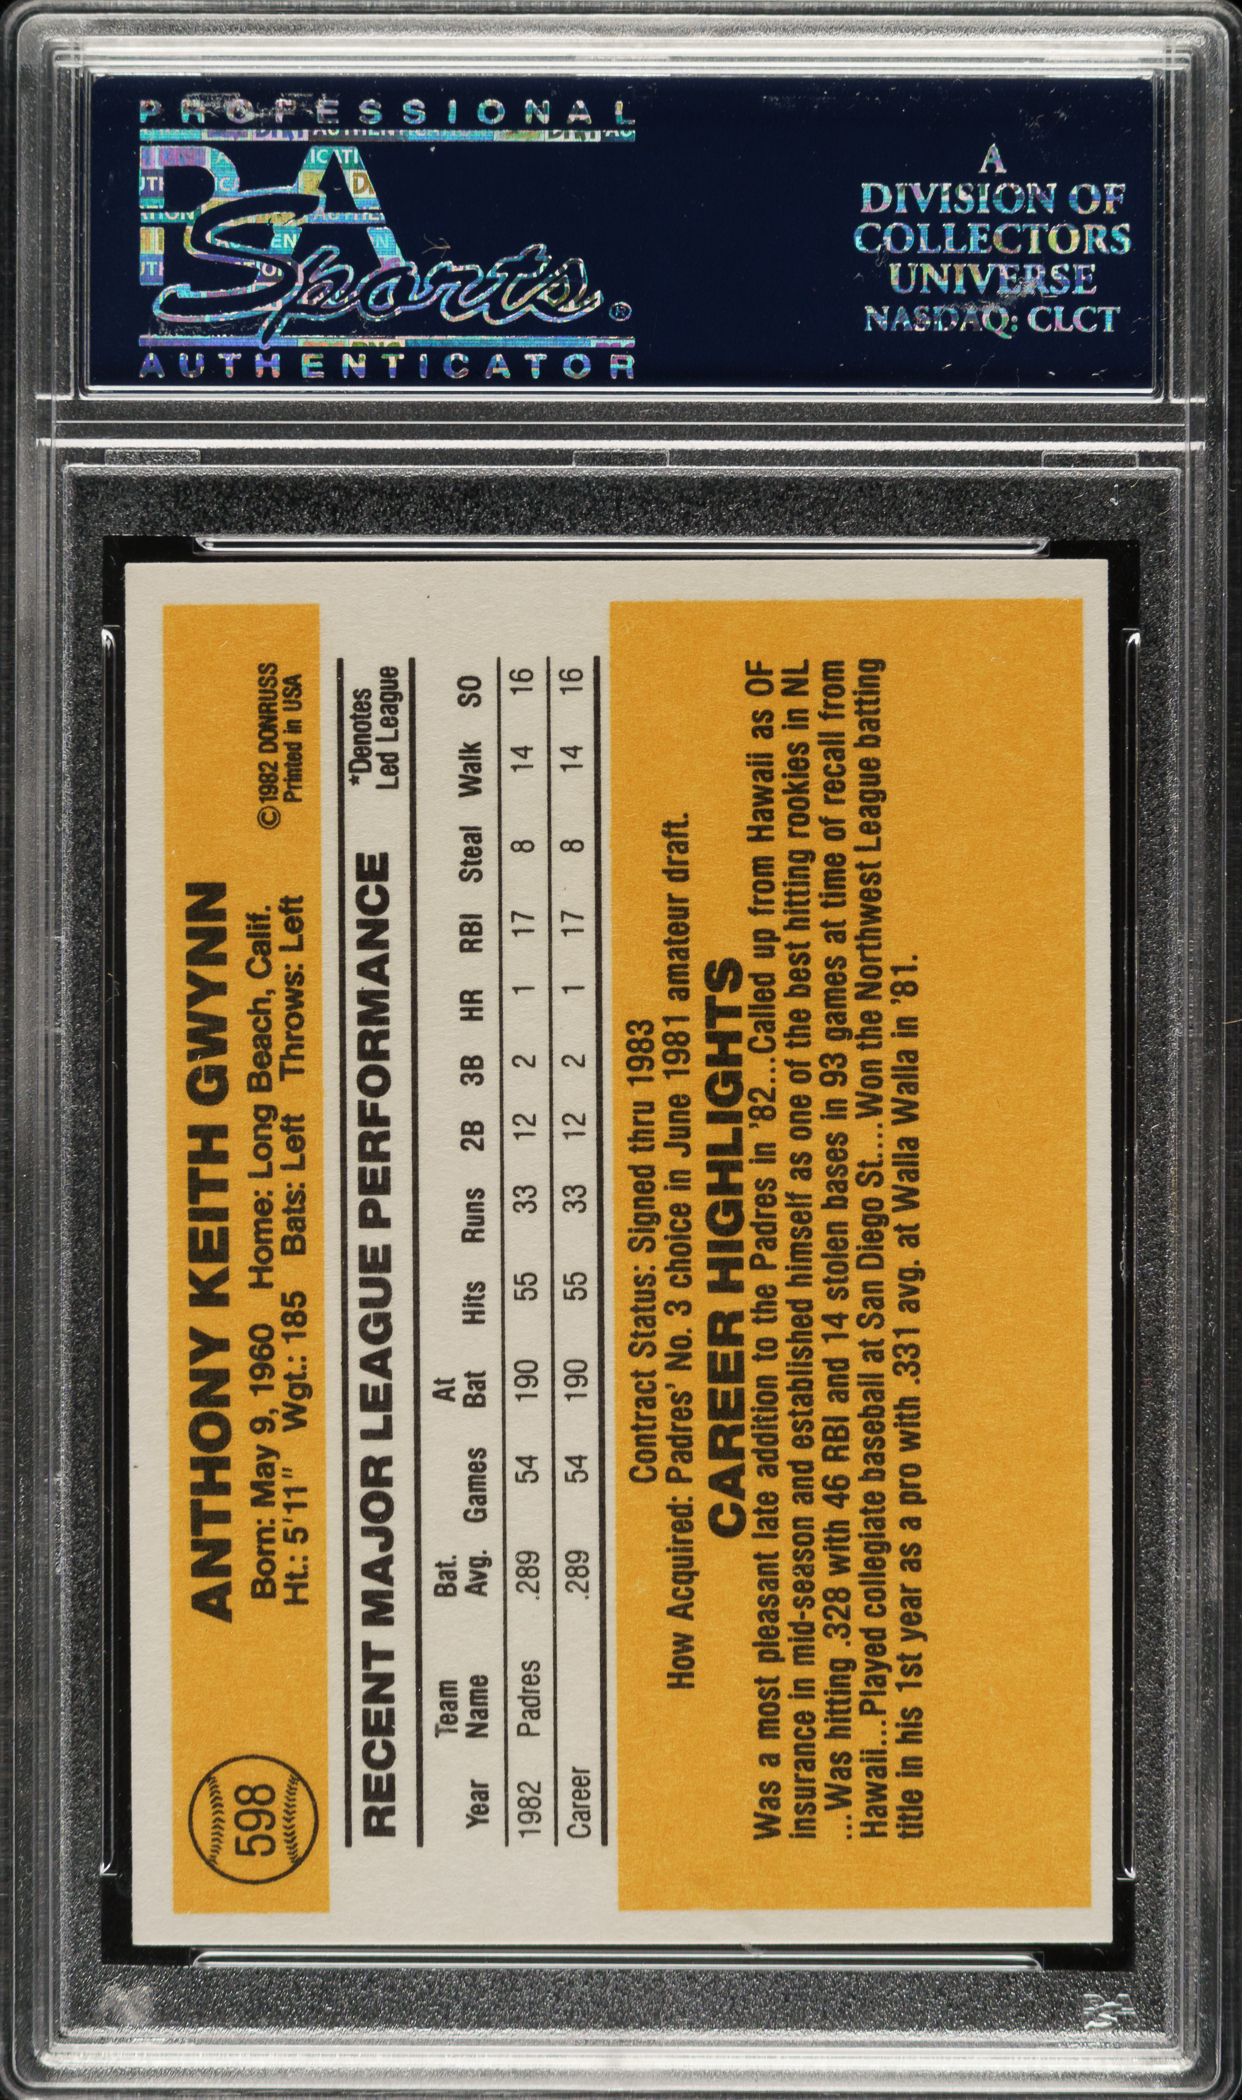 PROFESSIONAL
PSA
Sports®
AUTHENTICATOR
A
DIVISION OF
COLLECTORS
UNIVERSE
NASDAQ: CLCT
598
ANTHONY KEITH GWYNN
Born: May 9, 1960 Home: Long Beach, Calif.
Ht.: 5'11" Wgt.: 185 Bats: Left Throws: Left
©1982 DONRUSS
Printed in USA
RECENT MAJOR LEAGUE PERFORMANCE
*Denotes
Led League
Year Team Name Bat. Avg. Games At Bat Hits Runs 2B 3B HR RBI Steal Walk SO
1982 Padres .289 54 190 55 33 12 2 1 17 8 14 16
Career .289 54 190 55 33 12 2 1 17 8 14 16
Contract Status: Signed thru 1983
How Acquired: Padres' No. 3 choice in June 1981 amateur draft.
CAREER HIGHLIGHTS
Was a most pleasant late addition to the Padres in '82...Called up from Hawaii as OF
insurance in mid-season and established himself as one of the best hitting rookies in NL
...Was hitting .328 with 46 RBI and 14 stolen bases in 93 games at time of recall from
Hawaii...Played collegiate baseball at San Diego St....Won the Northwest League batting
title in his 1st year as a pro with .331 avg. at Walla Walla in '81.
PSA